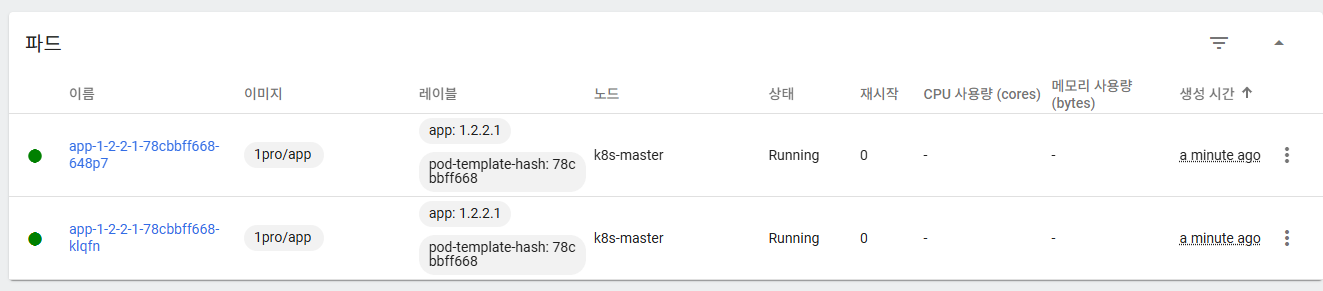 파드
이름 이미지 레이블 노드 상태 재시작 CPU 사용량 (cores) 메모리 사용량 (bytes) 생성 시간
app-1-2-2-1-78cbbff668-
648p7
1pro/app
app: 1.2.2.1
pod-template-hash: 78c
bbff668
k8s-master
Running
0
-
-
a minute ago
app-1-2-2-1-78cbbff668-
klqfn
1pro/app
app: 1.2.2.1
pod-template-hash: 78c
bbff668
k8s-master
Running
0
-
-
a minute ago